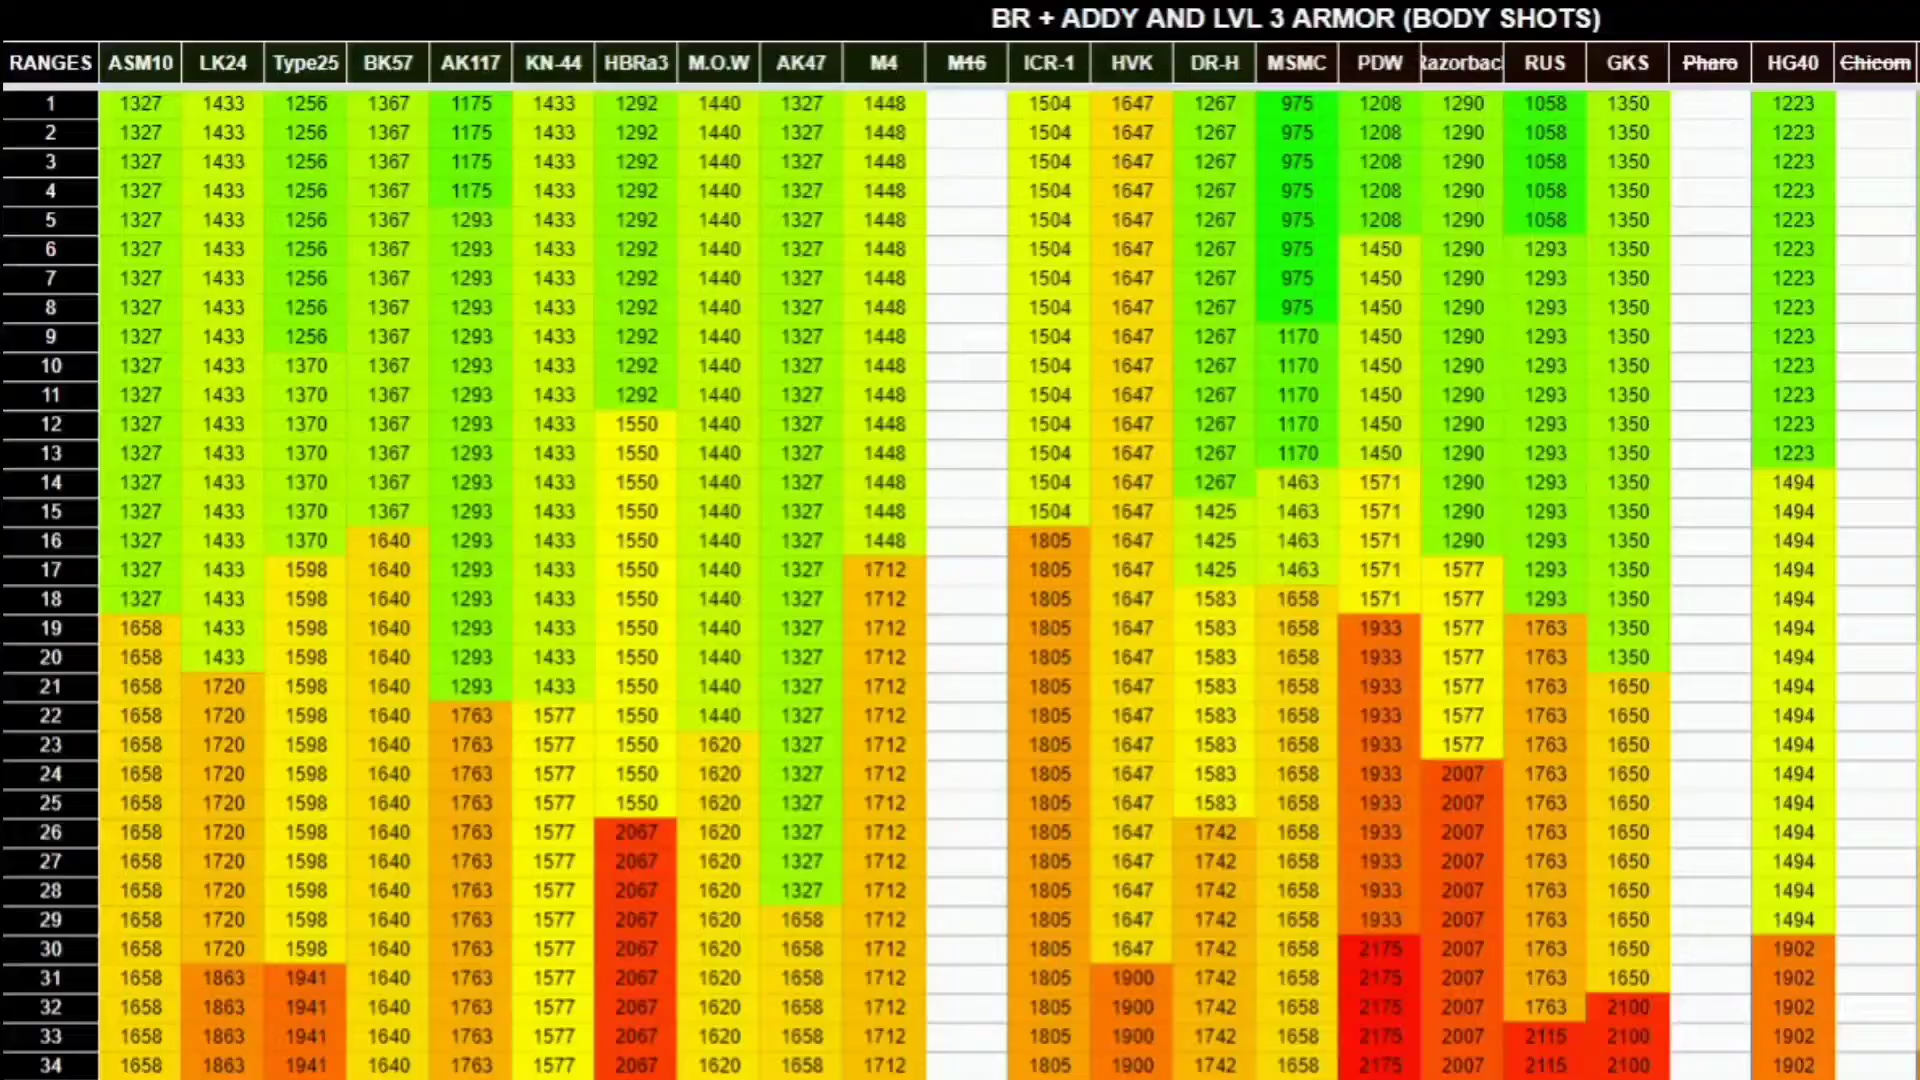 BR + ADDY AND LVL 3 ARMOR (BODY SHOTS)
RANGES ASM10 LK24 Type25 BK57 AK117 KN-44 HBRa3 M.O.W AK47 M4 M16 ICR-1 HVK DR-H MSMC PDW Razorbac RUS GKS Pharo HG40 Chicom
1 1327 1433 1256 1367 1175 1433 1292 1440 1327 1448 1504 1647 1267 975 1208 1290 1058 1350 1223
2 1327 1433 1256 1367 1175 1433 1292 1440 1327 1448 1504 1647 1267 975 1208 1290 1058 1350 1223
3 1327 1433 1256 1367 1175 1433 1292 1440 1327 1448 1504 1647 1267 975 1208 1290 1058 1350 1223
4 1327 1433 1256 1367 1175 1433 1292 1440 1327 1448 1504 1647 1267 975 1208 1290 1058 1350 1223
5 1327 1433 1256 1367 1293 1433 1292 1440 1327 1448 1504 1647 1267 975 1208 1290 1058 1350 1223
6 1327 1433 1256 1367 1293 1433 1292 1440 1327 1448 1504 1647 1267 975 1450 1290 1293 1350 1223
7 1327 1433 1256 1367 1293 1433 1292 1440 1327 1448 1504 1647 1267 975 1450 1290 1293 1350 1223
8 1327 1433 1256 1367 1293 1433 1292 1440 1327 1448 1504 1647 1267 975 1450 1290 1293 1350 1223
9 1327 1433 1256 1367 1293 1433 1292 1440 1327 1448 1504 1647 1267 1170 1450 1290 1293 1350 1223
10 1327 1433 1370 1367 1293 1433 1292 1440 1327 1448 1504 1647 1267 1170 1450 1290 1293 1350 1223
11 1327 1433 1370 1367 1293 1433 1292 1440 1327 1448 1504 1647 1267 1170 1450 1290 1293 1350 1223
12 1327 1433 1370 1367 1293 1433 1550 1440 1327 1448 1504 1647 1267 1170 1450 1290 1293 1350 1223
13 1327 1433 1370 1367 1293 1433 1550 1440 1327 1448 1504 1647 1267 1170 1450 1290 1293 1350 1223
14 1327 1433 1370 1367 1293 1433 1550 1440 1327 1448 1504 1647 1267 1463 1571 1290 1293 1350 1494
15 1327 1433 1370 1367 1293 1433 1550 1440 1327 1448 1504 1647 1425 1463 1571 1290 1293 1350 1494
16 1327 1433 1370 1640 1293 1433 1550 1440 1327 1448 1805 1647 1425 1463 1571 1290 1293 1350 1494
17 1327 1433 1598 1640 1293 1433 1550 1440 1327 1712 1805 1647 1425 1463 1571 1577 1293 1350 1494
18 1327 1433 1598 1640 1293 1433 1550 1440 1327 1712 1805 1647 1583 1658 1571 1577 1293 1350 1494
19 1658 1433 1598 1640 1293 1433 1550 1440 1327 1712 1805 1647 1583 1658 1933 1577 1763 1350 1494
20 1658 1433 1598 1640 1293 1433 1550 1440 1327 1712 1805 1647 1583 1658 1933 1577 1763 1350 1494
21 1658 1720 1598 1640 1293 1433 1550 1440 1327 1712 1805 1647 1583 1658 1933 1577 1763 1650 1494
22 1658 1720 1598 1640 1763 1577 1550 1440 1327 1712 1805 1647 1583 1658 1933 1577 1763 1650 1494
23 1658 1720 1598 1640 1763 1577 1550 1620 1327 1712 1805 1647 1583 1658 1933 1577 1763 1650 1494
24 1658 1720 1598 1640 1763 1577 1550 1620 1327 1712 1805 1647 1583 1658 1933 2007 1763 1650 1494
25 1658 1720 1598 1640 1763 1577 1550 1620 1327 1712 1805 1647 1583 1658 1933 2007 1763 1650 1494
26 1658 1720 1598 1640 1763 1577 2067 1620 1327 1712 1805 1647 1742 1658 1933 2007 1763 1650 1494
27 1658 1720 1598 1640 1763 1577 2067 1620 1327 1712 1805 1647 1742 1658 1933 2007 1763 1650 1494
28 1658 1720 1598 1640 1763 1577 2067 1620 1327 1712 1805 1647 1742 1658 1933 2007 1763 1650 1494
29 1658 1720 1598 1640 1763 1577 2067 1620 1658 1712 1805 1647 1742 1658 1933 2007 1763 1650 1494
30 1658 1720 1598 1640 1763 1577 2067 1620 1658 1712 1805 1647 1742 1658 2175 2007 1763 1650 1902
31 1658 1863 1941 1640 1763 1577 2067 1620 1658 1712 1805 1900 1742 1658 2175 2007 1763 1650 1902
32 1658 1863 1941 1640 1763 1577 2067 1620 1658 1712 1805 1900 1742 1658 2175 2007 1763 2100 1902
33 1658 1863 1941 1640 1763 1577 2067 1620 1658 1712 1805 1900 1742 1658 2175 2007 2115 2100 1902
34 1658 1863 1941 1640 1763 1577 2067 1620 1658 1712 1805 1900 1742 1658 2175 2007 2115 2100 1902